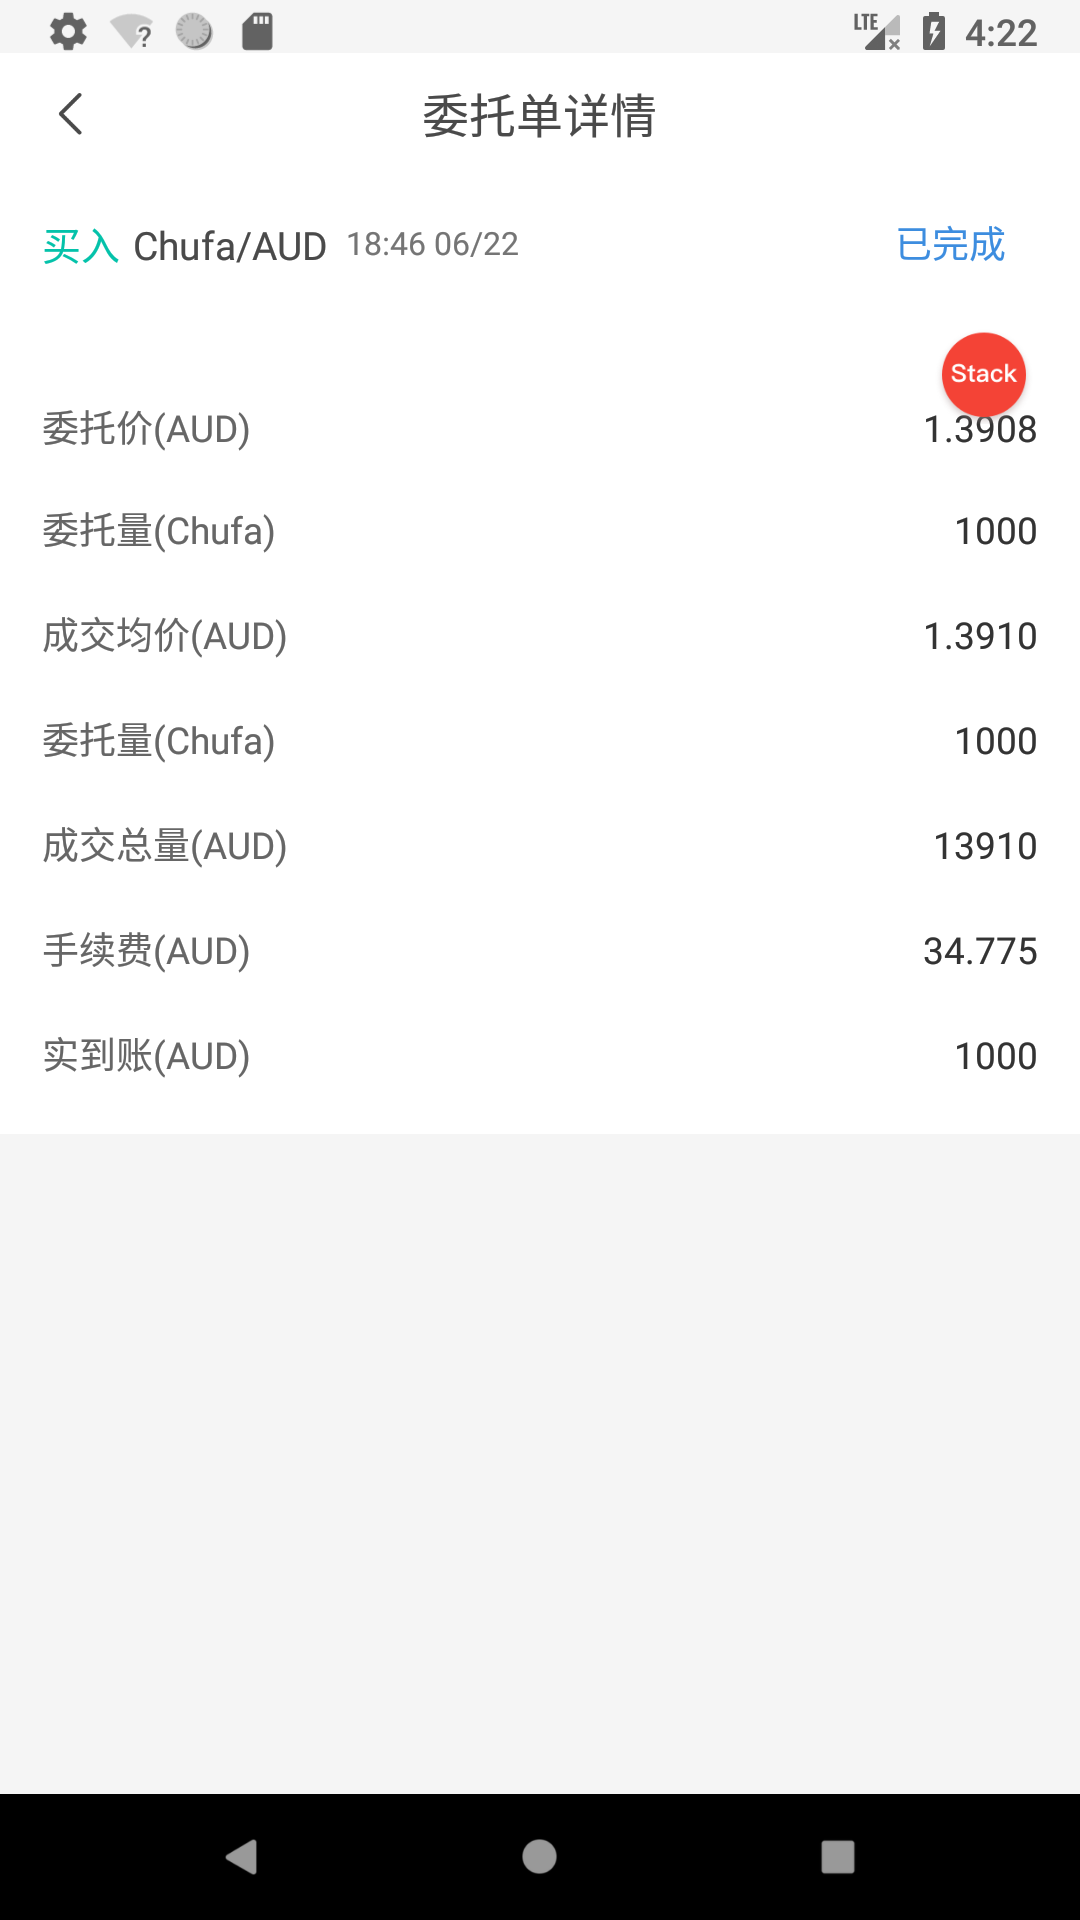 LTE 4:22
委托单详情
买入 Chufa/AUD 18:46 06/22 已完成
Stack
委托价(AUD) 1.3908
委托量(Chufa) 1000
成交均价(AUD) 1.3910
委托量(Chufa) 1000
成交总量(AUD) 13910
手续费(AUD) 34.775
实到账(AUD) 1000